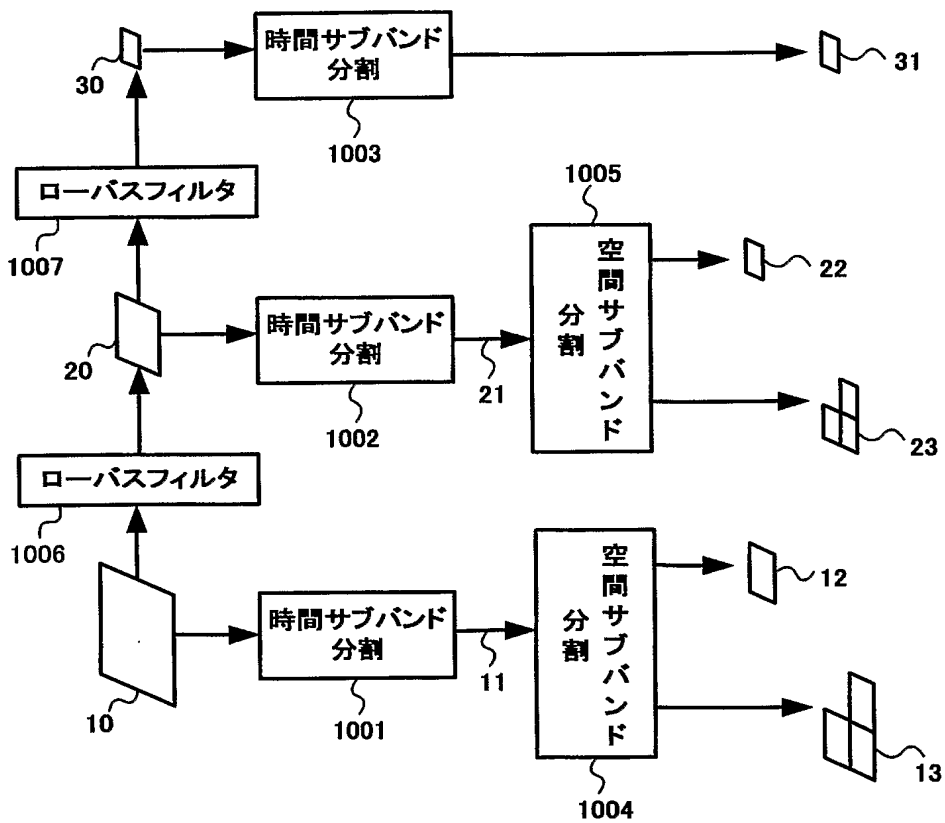 時間サブバンド
分割
30
31
1003
1005
ローパスフィルタ
1007
22
空間サブバンド
分割
時間サブバンド
分割
20
21
1002
23
ローパスフィルタ
1006
空間サブバンド
分割
12
時間サブバンド
分割
11
10
1001
13
1004